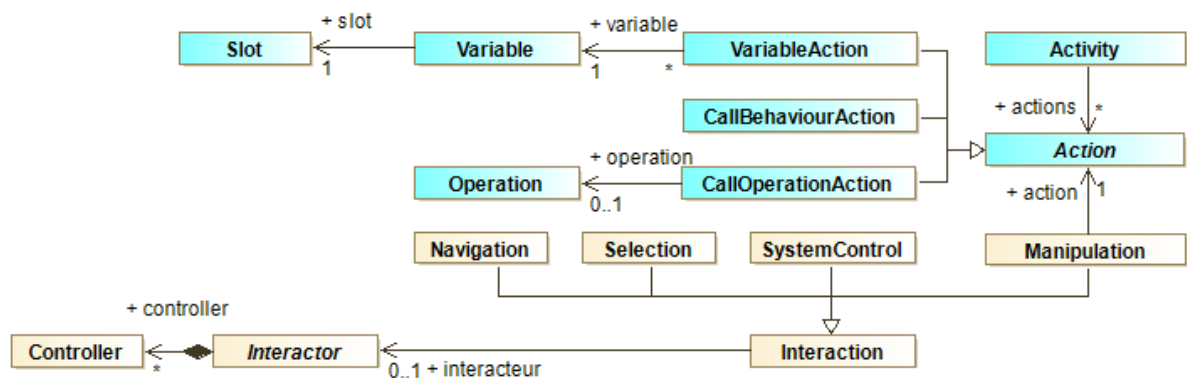 + slot
+ variable
Slot
Variable
VariableAction
Activity
1
1
*
+ actions
*
CallBehaviourAction
+ operation
Action
Operation
CallOperationAction
0..1
+ action
1
Navigation
Selection
SystemControl
Manipulation
+ controller
Controller
Interactor
Interaction
*
0..1 + interacteur